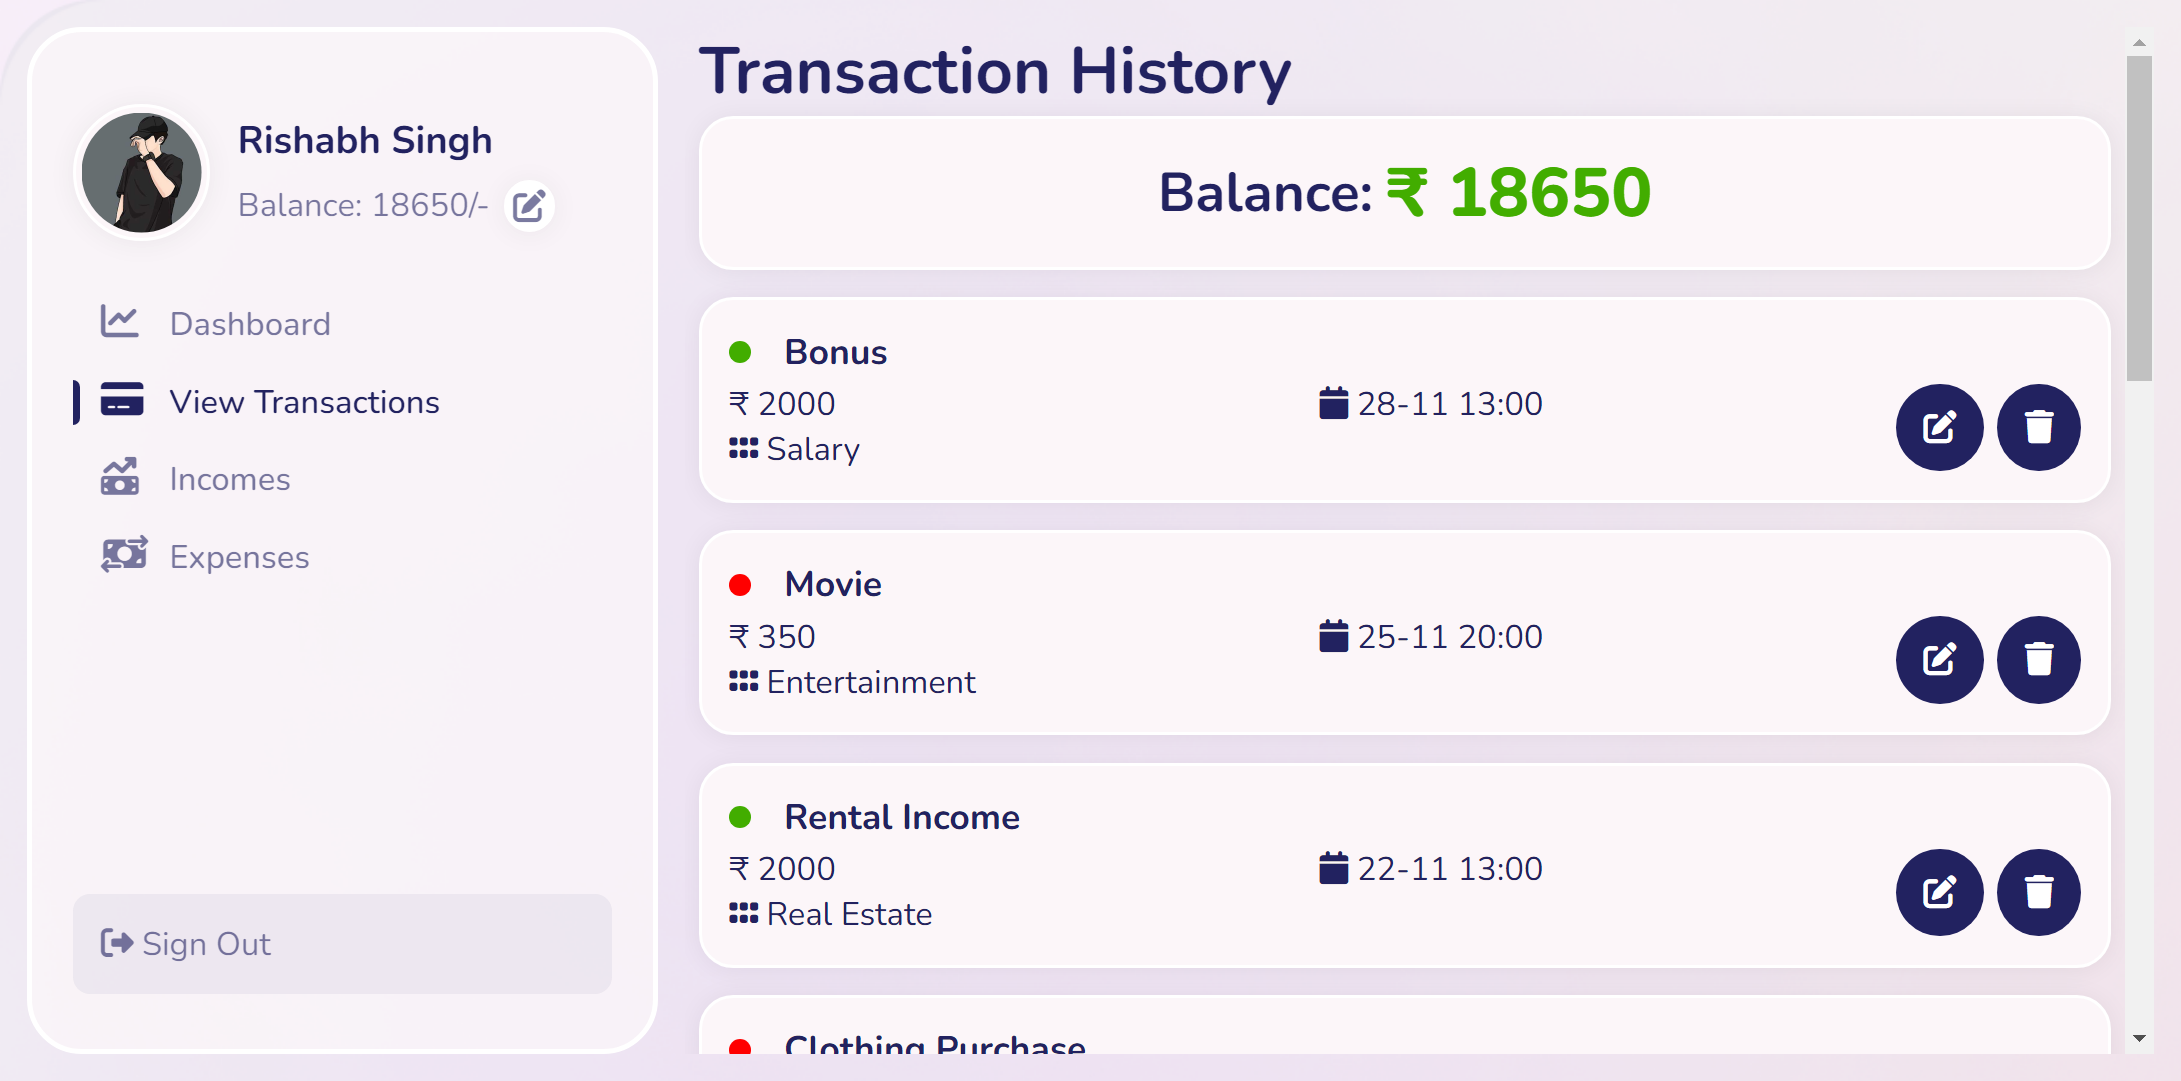 Rishabh Singh
Balance: 18650/-
Dashboard
View Transactions
Incomes
Expenses
Sign Out
Transaction History
Balance: ₹ 18650
Bonus
₹ 2000
28-11 13:00
Salary
Movie
₹ 350
25-11 20:00
Entertainment
Rental Income
₹ 2000
22-11 13:00
Real Estate
Clothing Purchase